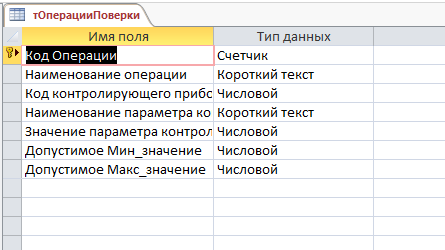 тОперацииПоверки
Имя поля Тип данных
Код Операции Счетчик
Наименование операции Короткий текст
Код контролирующего прибо Числовой
Наименование параметра ко Короткий текст
Значение параметра контрол Числовой
Допустимое Мин_значение Числовой
Допустимое Макс_значение Числовой